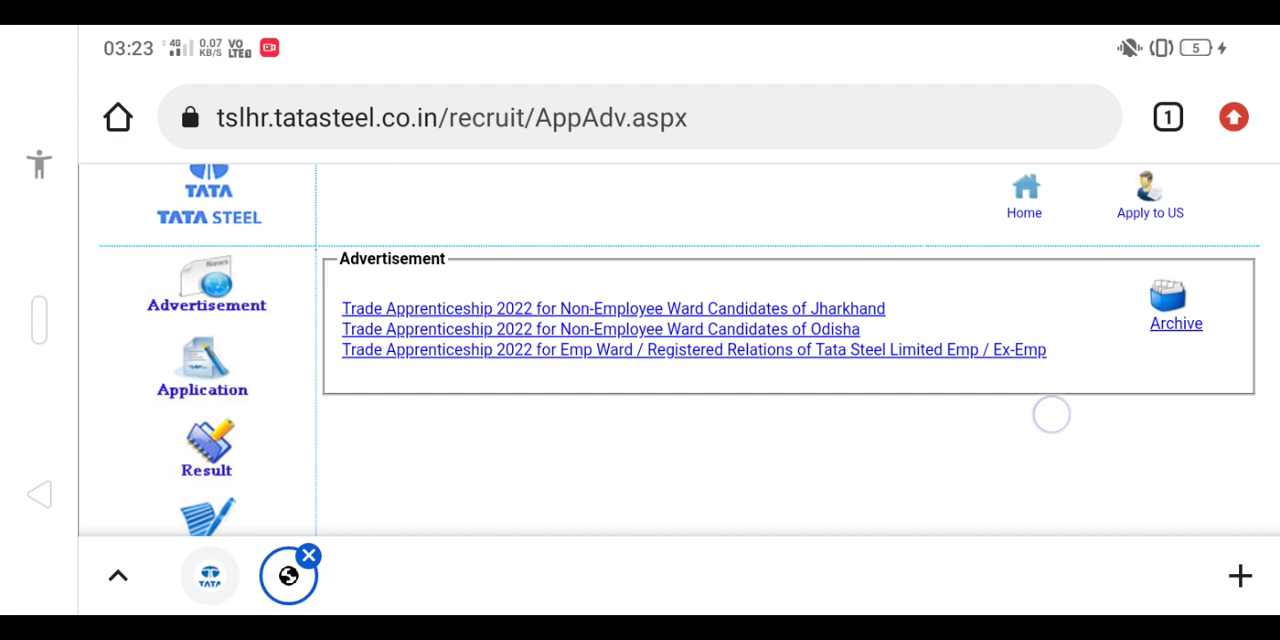 03:23 4G 0.07 KB/S VO LTE 5
tslhr.tatasteel.co.in/recruit/AppAdv.aspx 1
TATA
TATA STEEL
Home Apply to US
Advertisement
News
Advertisement
Trade Apprenticeship 2022 for Non-Employee Ward Candidates of Jharkhand
Trade Apprenticeship 2022 for Non-Employee Ward Candidates of Odisha
Trade Apprenticeship 2022 for Emp Ward / Registered Relations of Tata Steel Limited Emp / Ex-Emp
Archive
Application
Result
TATA